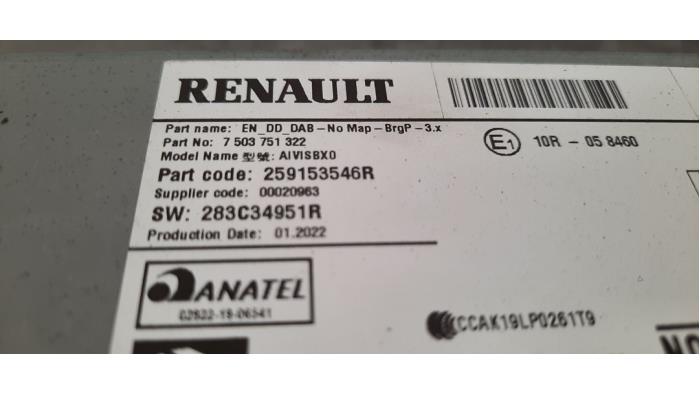 RENAULT
Part name: EN_DD_DAB-No Map-BrgP-3.x
Part No: 7 503 751 322
Model Name 型號: AIVISBX0
Part code: 259153546R
Supplier code: 00020963
SW: 283C34951R
Production Date: 01.2022
E1 10R - 05 8460
ANATEL
02822-18-06541
CCAK19LP0261T9